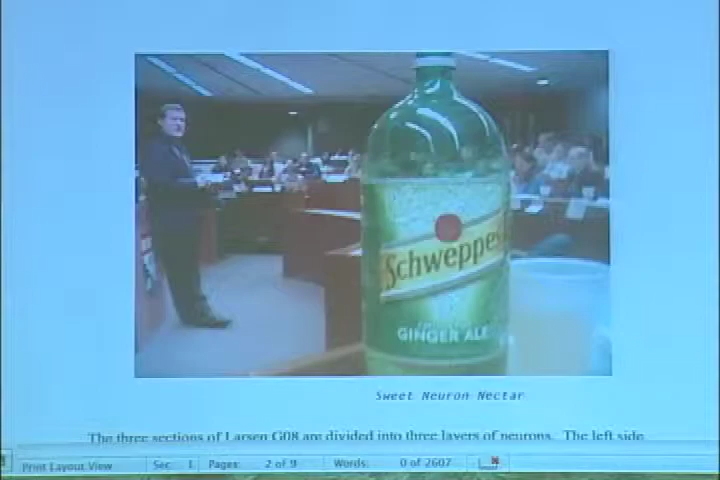 Schweppes
GINGER ALE
Sweet Neuron Nectar
The three sections of Larsen G08 are divided into three layers of neurons. The left side
Print Layout View Sec 1 Pages: 2 of 9 Words: 0 of 2607